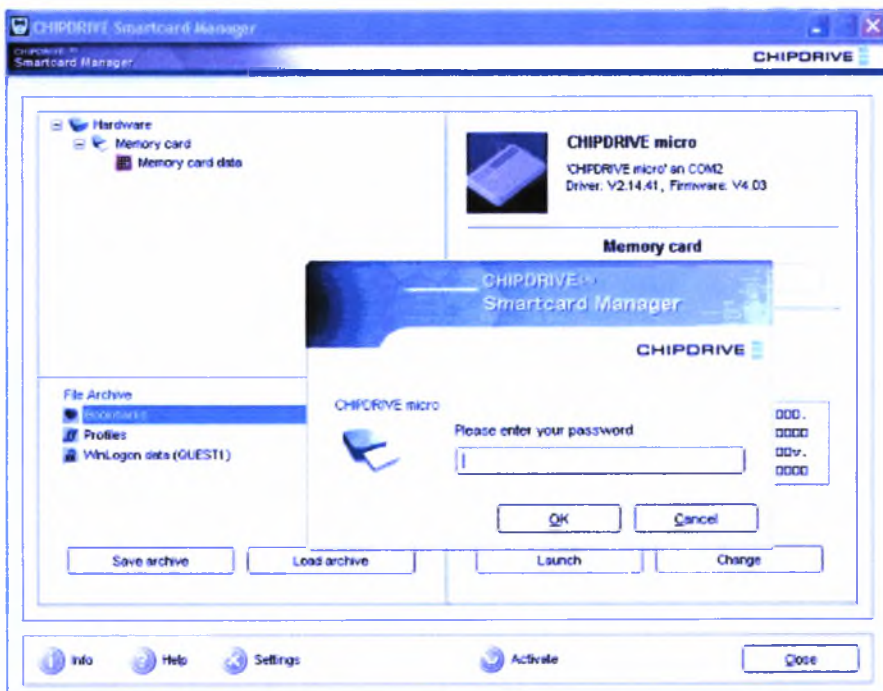 CHIPDRIVE Smartcard Manager
CHIPDRIVE ™
Smartcard Manager
CHIPDRIVE
Hardware
Memory card
Memory card data
CHIPDRIVE micro
'CHIPDRIVE micro' an COM2
Driver: V2.14.41, Firmware: V4.03
Memory card
CHIPDRIVE
Smartcard Manager
CHIPDRIVE
File Archive
Bookmarks
Profiles
WinLogon data (GUEST1)
CHIPDRIVE micro
Please enter your password
OK
Cancel
Save archive
Load archive
Launch
Change
Info
Help
Settings
Activate
Close